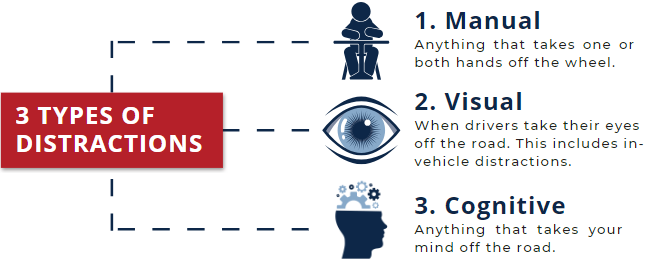 3 TYPES OF
DISTRACTIONS
1. Manual
Anything that takes one or
both hands off the wheel.
2. Visual
When drivers take their eyes
off the road. This includes in-
vehicle distractions.
3. Cognitive
Anything that takes your
mind off the road.